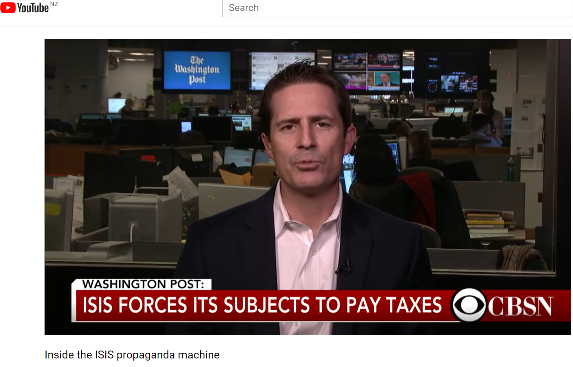 YouTube NZ
Search
The
Washington
Post
WASHINGTON POST:
ISIS FORCES ITS SUBJECTS TO PAY TAXES
CBSN
Inside the ISIS propaganda machine